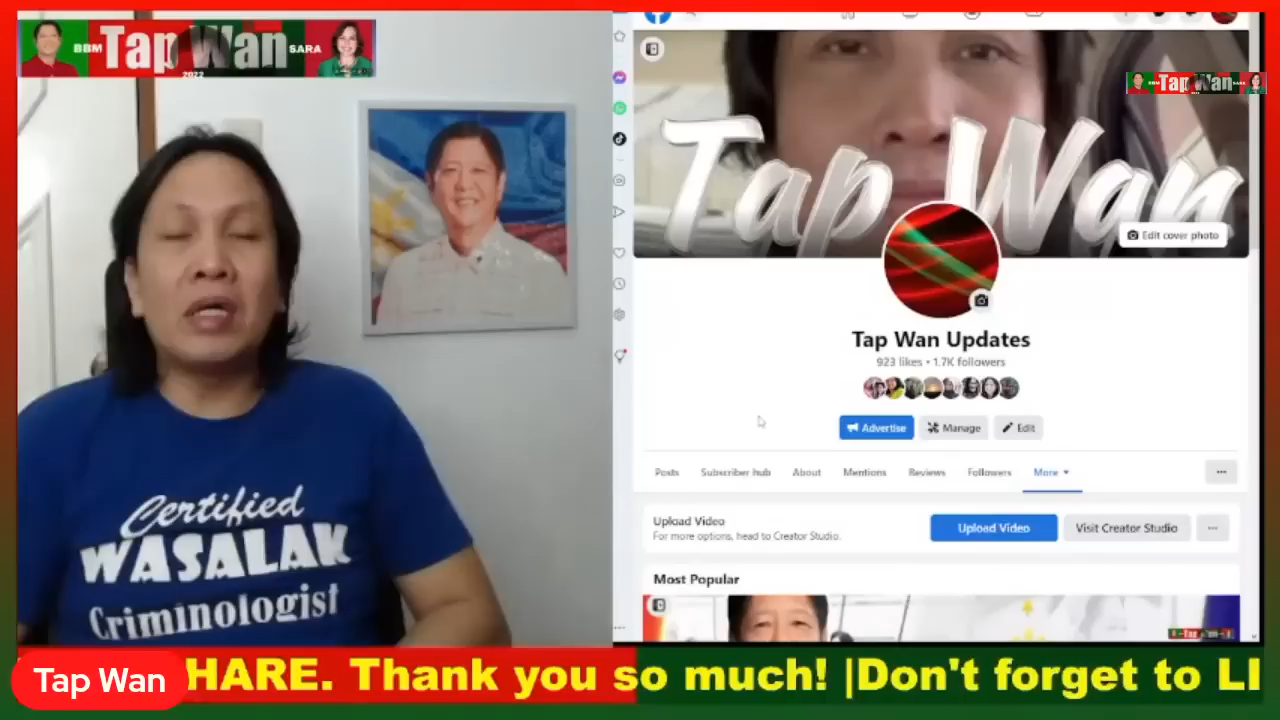 BBM Tap Wan SARA
2022
Certified
WASALAK
Criminologist
Tap Wan
BBM Tap Wan SARA
Edit cover photo
Tap Wan Updates
923 likes • 1.7K followers
Advertise Manage Edit
Posts Subscriber hub About Mentions Reviews Followers More
Upload Video
For more options, head to Creator Studio.
Upload Video Visit Creator Studio
Most Popular
Tap Wan
HARE. Thank you so much! |Don't forget to LI